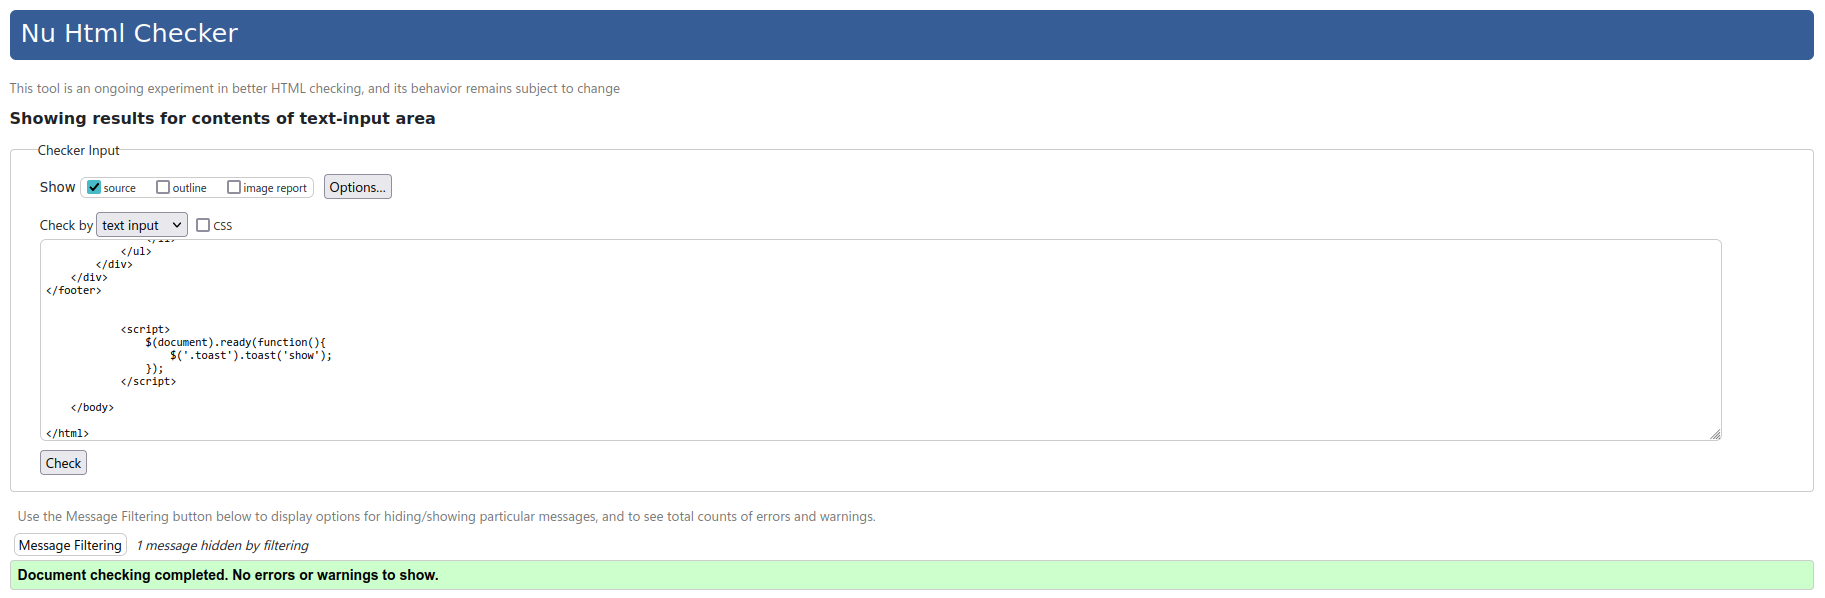 Nu Html Checker
This tool is an ongoing experiment in better HTML checking, and its behavior remains subject to change
Showing results for contents of text-input area
Checker Input
Show source outline image report Options...
Check by text input CSS
</ul>
</div>
</div>
</footer>
<script>
$(document).ready(function(){
$('.toast').toast('show');
});
</script>
</body>
</html>
Check
Use the Message Filtering button below to display options for hiding/showing particular messages, and to see total counts of errors and warnings.
Message Filtering 1 message hidden by filtering
Document checking completed. No errors or warnings to show.